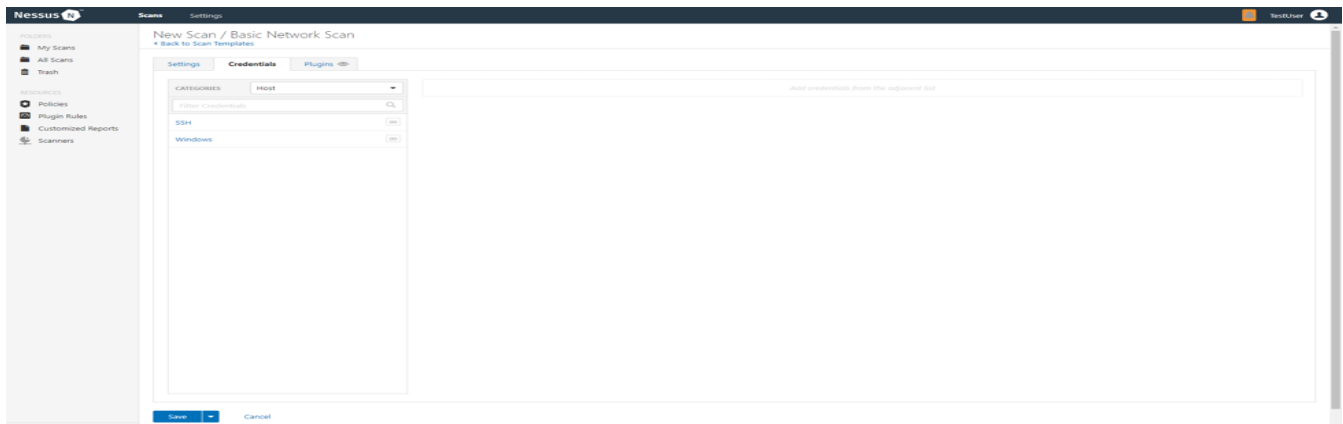 Nessus N Scans Settings TestUser
FOLDERS
My Scans
All Scans
Trash
RESOURCES
Policies
Plugin Rules
Customized Reports
Scanners
New Scan / Basic Network Scan
Back to Scan Templates
Settings Credentials Plugins
CATEGORIES Host
Filter Credentials
SSH
Windows
Add credentials from the adjacent list
Save Cancel